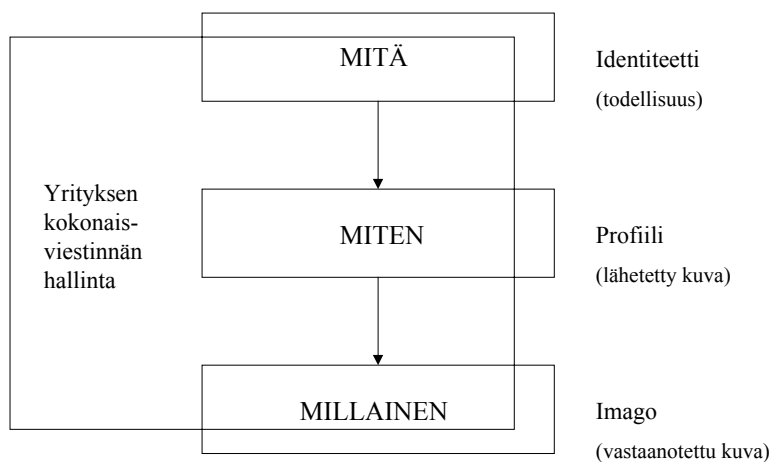 MITÄ
Identiteetti
(todellisuus)
Yrityksen
kokonais-
viestinnän
hallinta
MITEN
Profiili
(lähetetty kuva)
MILLAINEN
Imago
(vastaanotettu kuva)